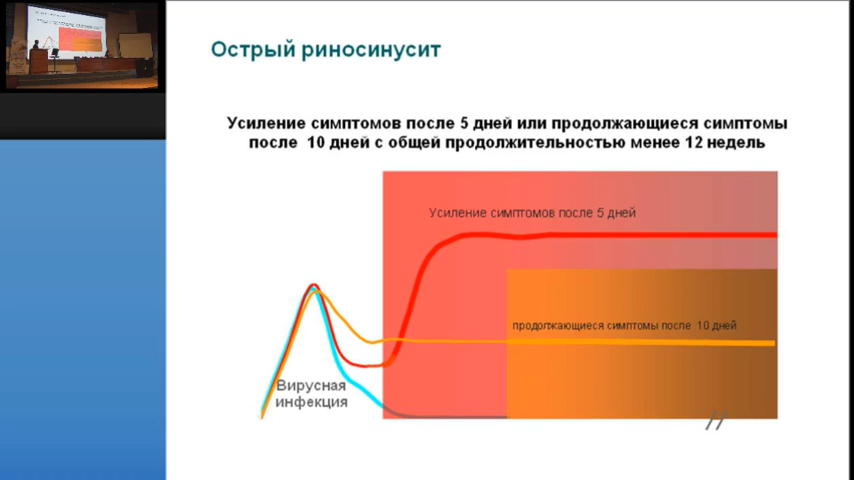 Острый риносинусит
Усиление симптомов после 5 дней или продолжающиеся симптомы
после 10 дней с общей продолжительностью менее 12 недель
Усиление симптомов после 5 дней
продолжающиеся симптомы после 10 дней
Вирусная
инфекция